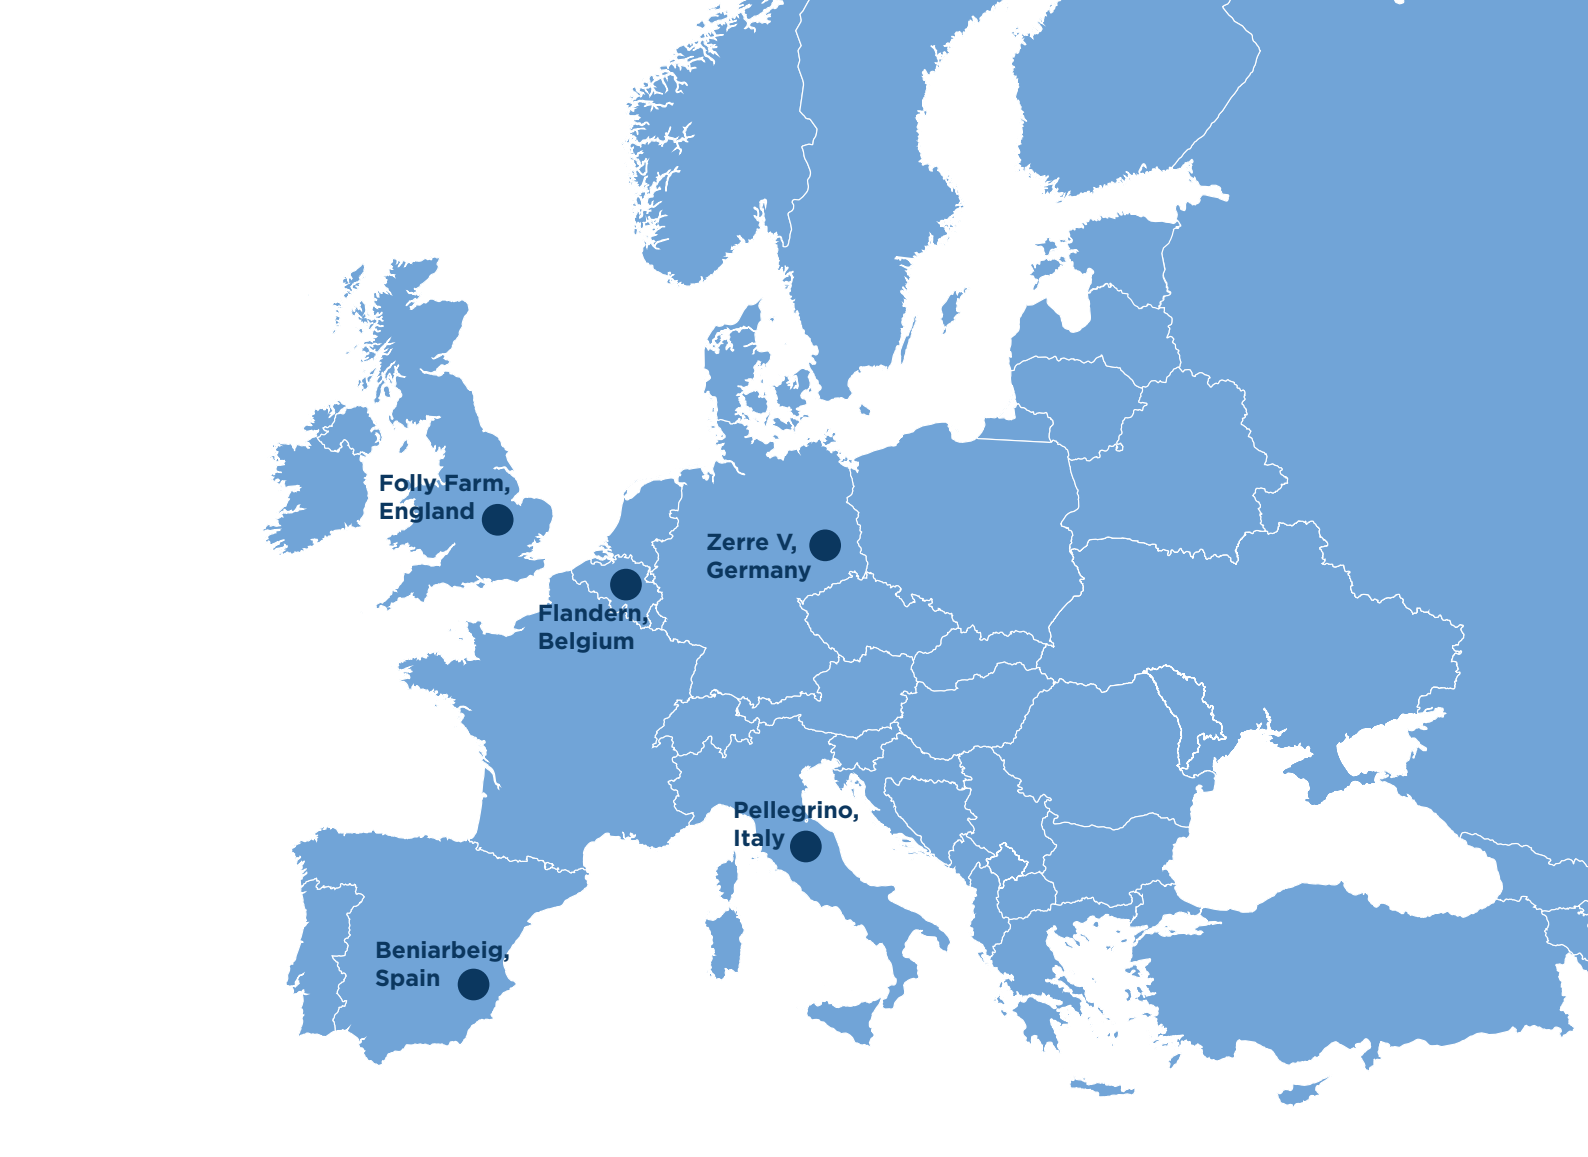 Folly Farm,
England
Zerre V,
Germany
Flandern,
Belgium
Pellegrino,
Italy
Beniarbeig,
Spain